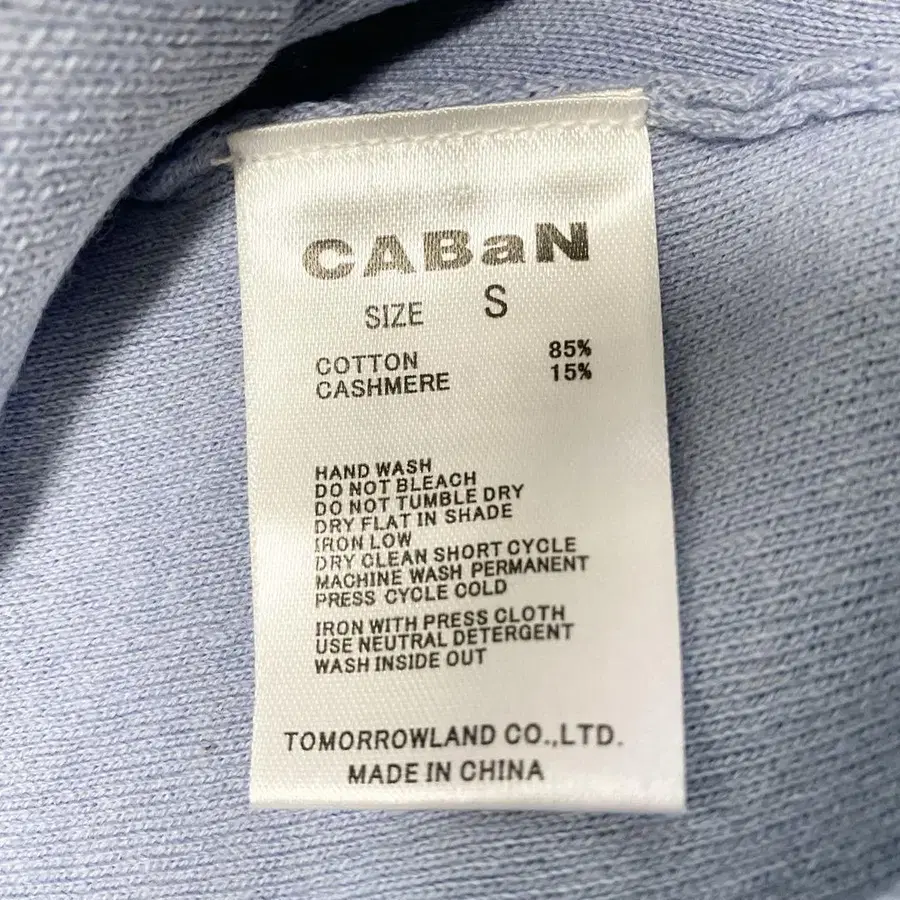 CABaN
SIZE S
COTTON 85%
CASHMERE 15%
HAND WASH
DO NOT BLEACH
DO NOT TUMBLE DRY
DRY FLAT IN SHADE
IRON LOW
DRY CLEAN SHORT CYCLE
MACHINE WASH PERMANENT
PRESS CYCLE COLD
IRON WITH PRESS CLOTH
USE NEUTRAL DETERGENT
WASH INSIDE OUT
TOMORROWLAND CO.,LTD.
MADE IN CHINA